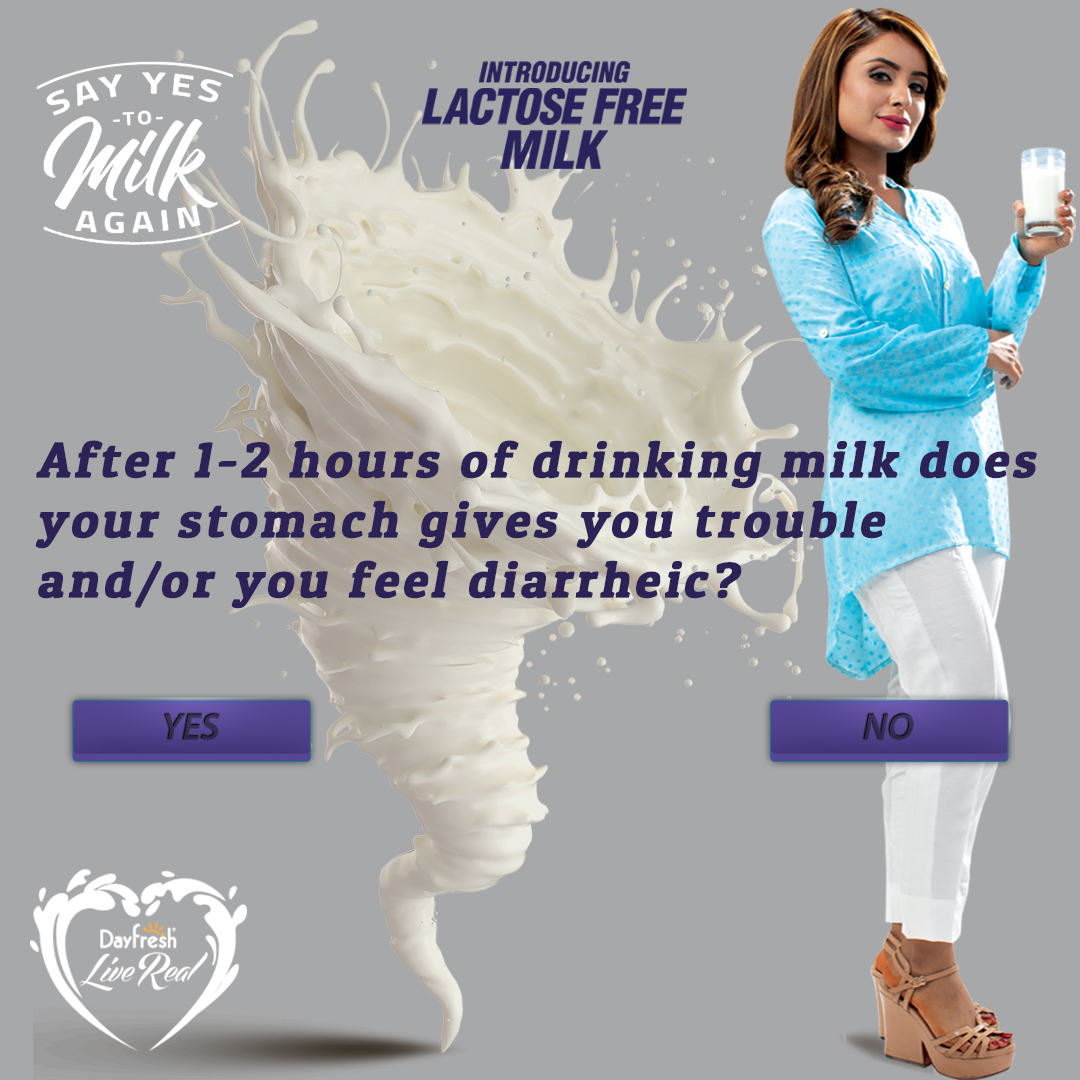 SAY YES
-TO-
Milk
AGAIN
INTRODUCING
LACTOSE FREE
MILK
After 1-2 hours of drinking milk does
your stomach gives you trouble
and/or you feel diarrheic?
YES
NO
Dayfresh
Live Real